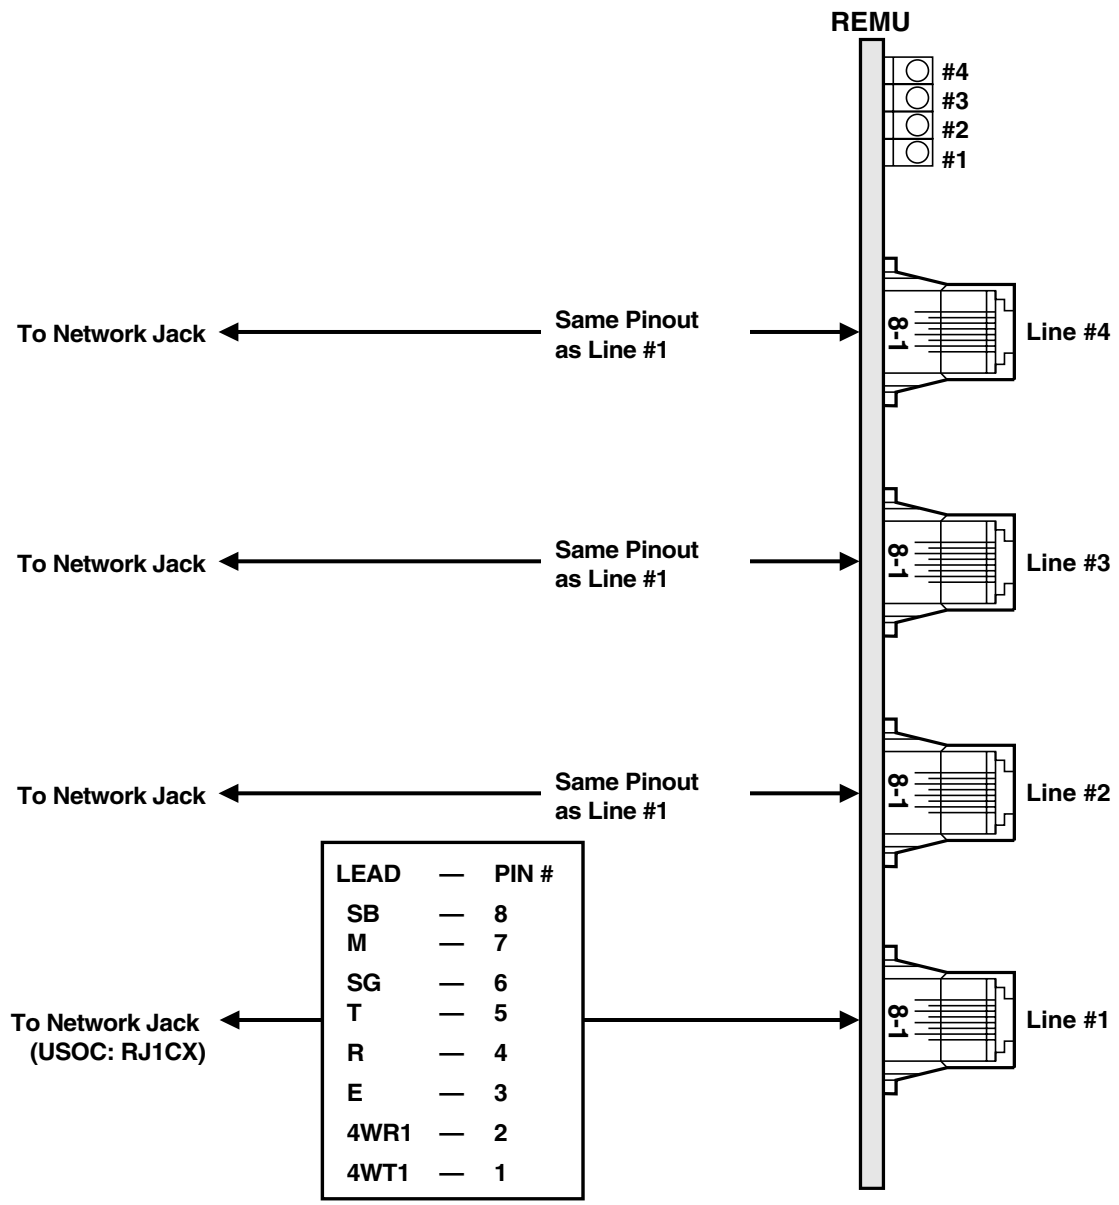 REMU
#4
#3
#2
#1
To Network Jack
Same Pinout
as Line #1
8-1
Line #4
To Network Jack
Same Pinout
as Line #1
8-1
Line #3
To Network Jack
Same Pinout
as Line #1
8-1
Line #2
LEAD — PIN #
SB — 8
M — 7
SG — 6
T — 5
R — 4
E — 3
4WR1 — 2
4WT1 — 1
To Network Jack
(USOC: RJ1CX)
8-1
Line #1